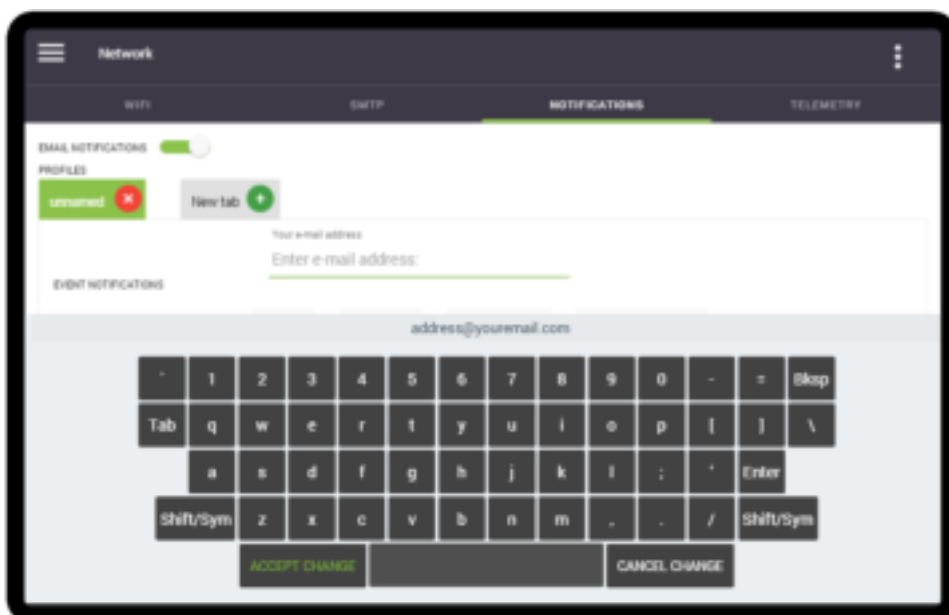 Network
WIFI SMTP NOTIFICATIONS TELEMETRY
EMAIL NOTIFICATIONS
PROFILES
unnamed × New tab +
Your e-mail address
Enter e-mail address:
EVENT NOTIFICATIONS
address@youremail.com
` 1 2 3 4 5 6 7 8 9 0 - = Bksp
Tab q w e r t y u i o p [ ] \
a s d f g h j k l ; ' Enter
Shift/Sym z x c v b n m , . / Shift/Sym
ACCEPT CHANGE CANCEL CHANGE